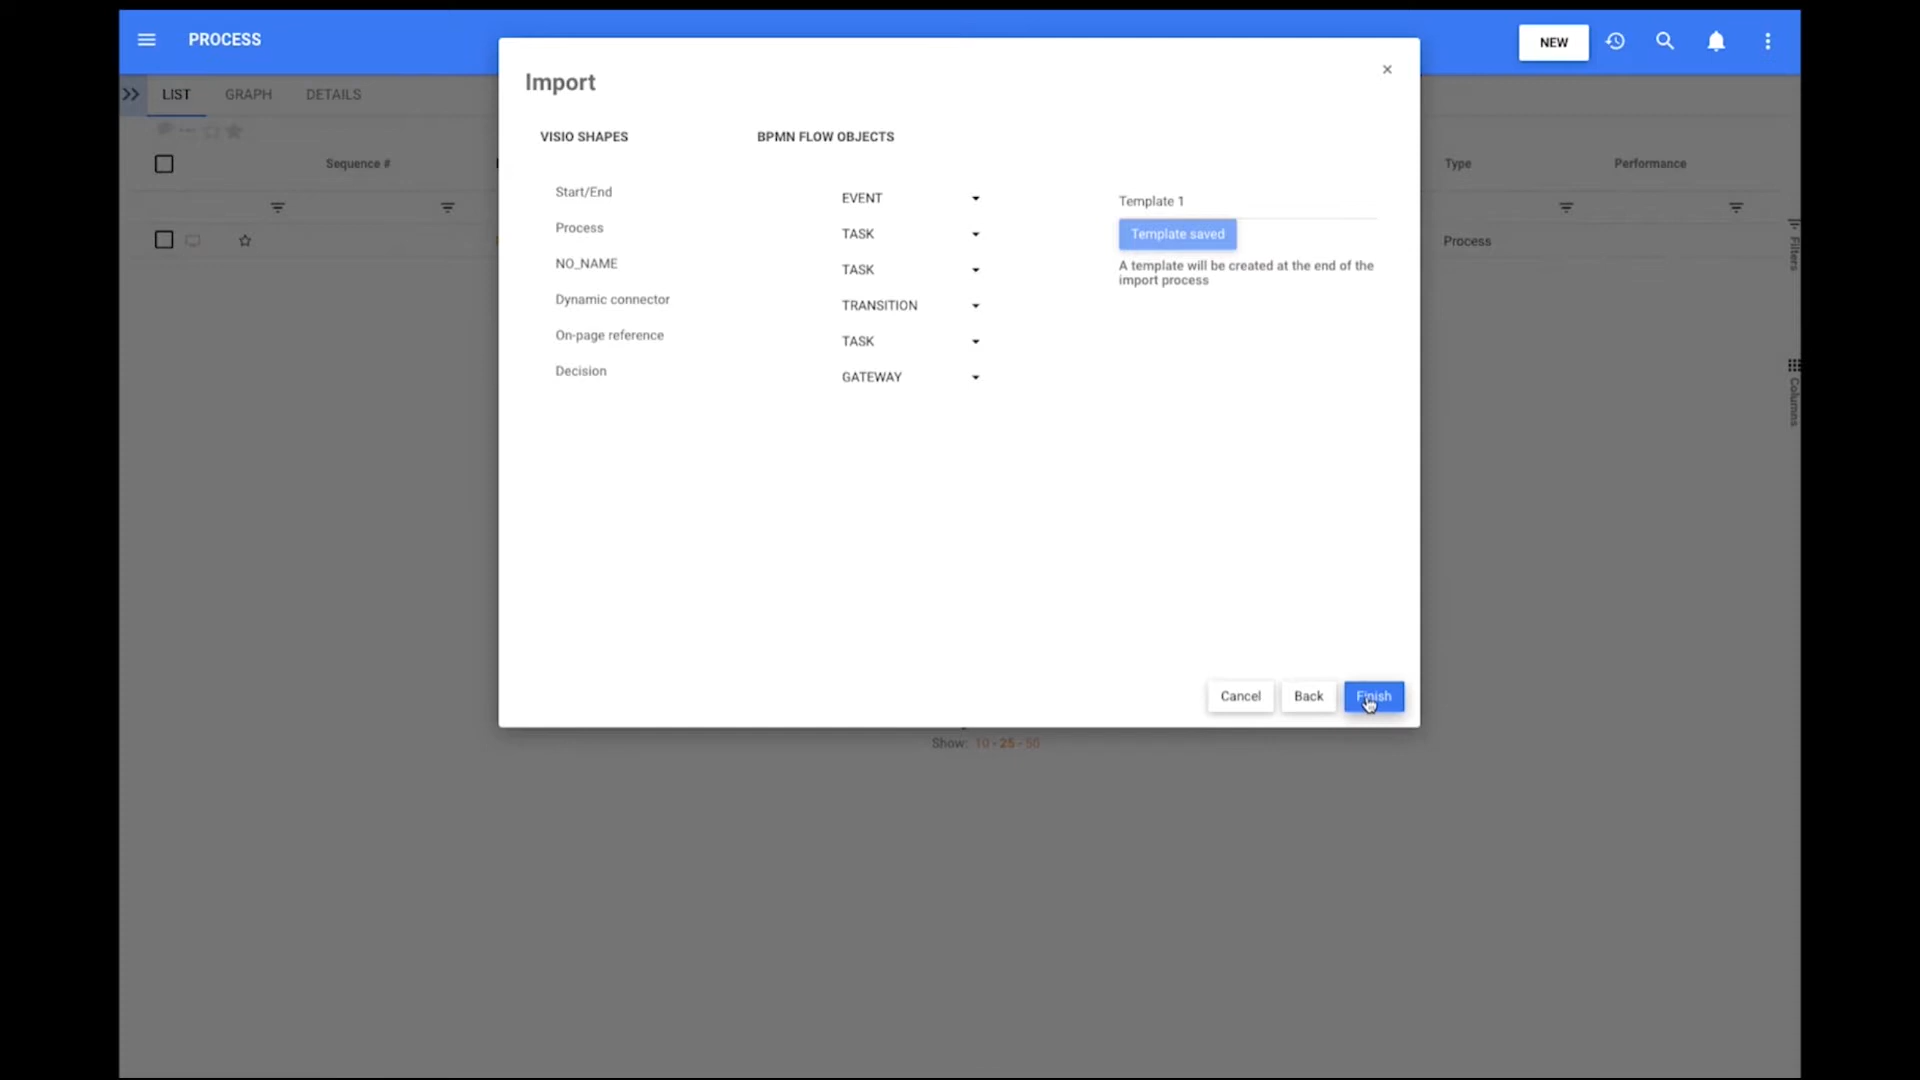 PROCESS
NEW
LIST GRAPH DETAILS
Import
VISIO SHAPES BPMN FLOW OBJECTS
Sequence #
Type Performance
Start/End EVENT
Template 1
Process TASK
Template saved
Process
NO_NAME TASK
A template will be created at the end of the
import process
Dynamic connector TRANSITION
On-page reference TASK
Decision GATEWAY
Filters
Columns
Cancel Back Finish
Show: 10 - 25 - 50